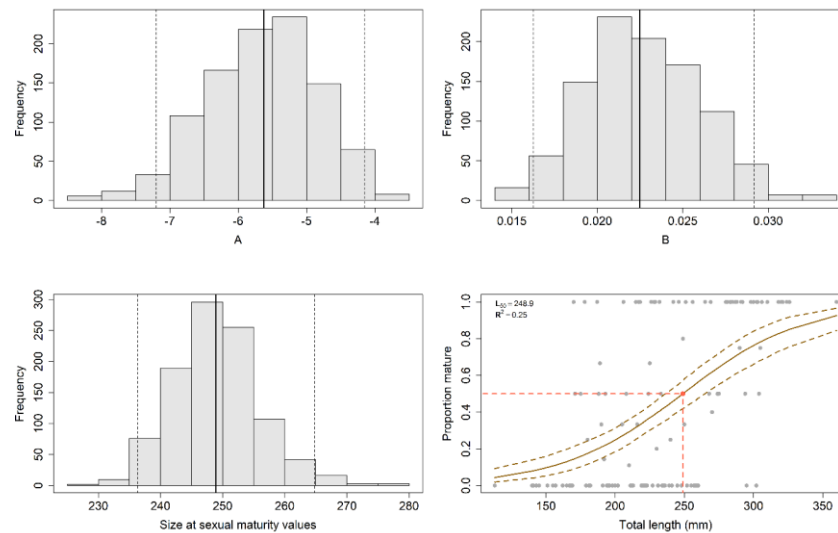 Frequency
0 50 100 150 200
-8 -7 -6 -5 -4
A
Frequency
0 50 100 150 200
0.015 0.020 0.025 0.030
B
Frequency
0 50 100 150 200 250 300
230 240 250 260 270 280
Size at sexual maturity values
Proportion mature
0.0 0.2 0.4 0.6 0.8 1.0
L50 = 248.9
R² = 0.25
150 200 250 300 350
Total length (mm)